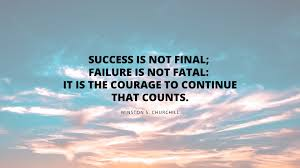 SUCCESS IS NOT FINAL;
FAILURE IS NOT FATAL:
IT IS THE COURAGE TO CONTINUE
THAT COUNTS.
WINSTON S. CHURCHILL